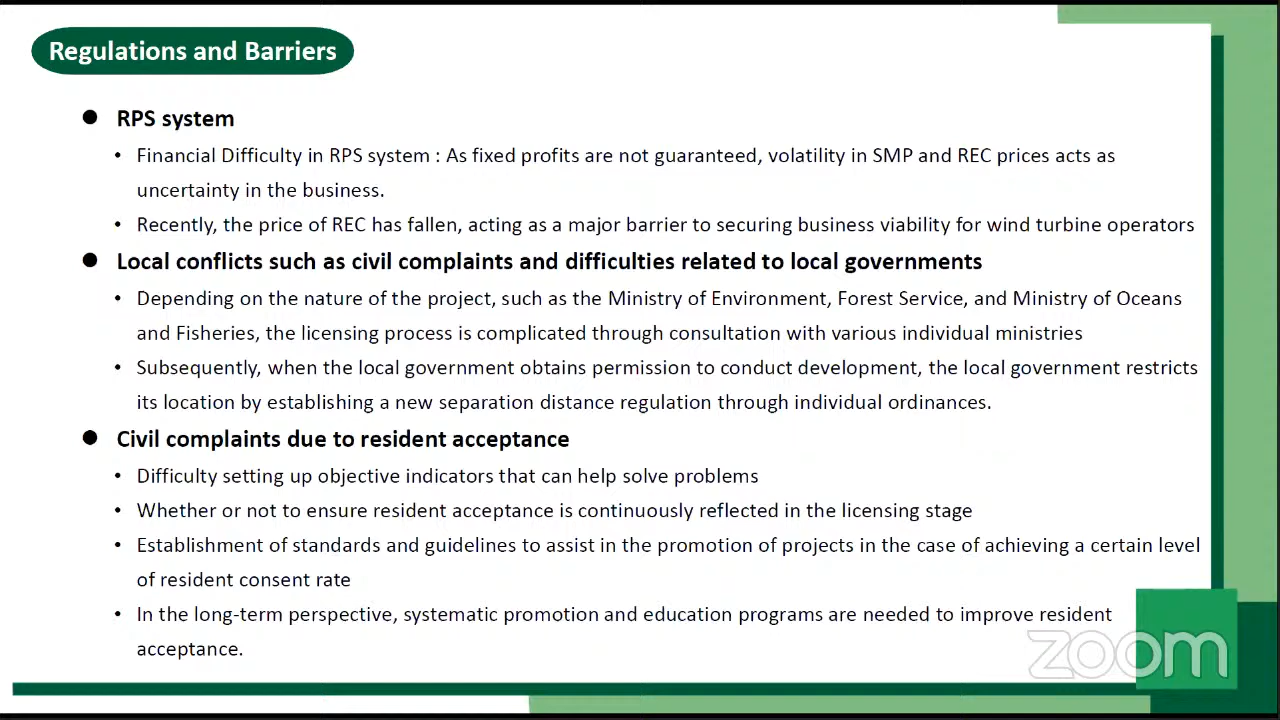 Regulations and Barriers
● RPS system
• Financial Difficulty in RPS system : As fixed profits are not guaranteed, volatility in SMP and REC prices acts as
uncertainty in the business.
• Recently, the price of REC has fallen, acting as a major barrier to securing business viability for wind turbine operators
● Local conflicts such as civil complaints and difficulties related to local governments
• Depending on the nature of the project, such as the Ministry of Environment, Forest Service, and Ministry of Oceans
and Fisheries, the licensing process is complicated through consultation with various individual ministries
• Subsequently, when the local government obtains permission to conduct development, the local government restricts
its location by establishing a new separation distance regulation through individual ordinances.
● Civil complaints due to resident acceptance
• Difficulty setting up objective indicators that can help solve problems
• Whether or not to ensure resident acceptance is continuously reflected in the licensing stage
• Establishment of standards and guidelines to assist in the promotion of projects in the case of achieving a certain level
of resident consent rate
• In the long-term perspective, systematic promotion and education programs are needed to improve resident
acceptance.
zoom